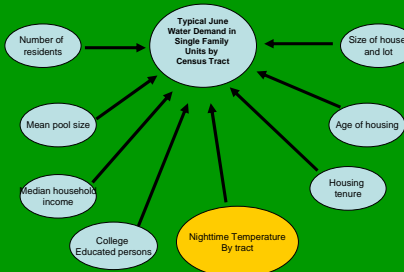 Typical June
Water Demand in
Single Family
Units by
Census Tract
Number of
residents
Size of house
and lot
Mean pool size
Age of housing
Median household
income
Housing
tenure
College
Educated persons
Nighttime Temperature
By tract